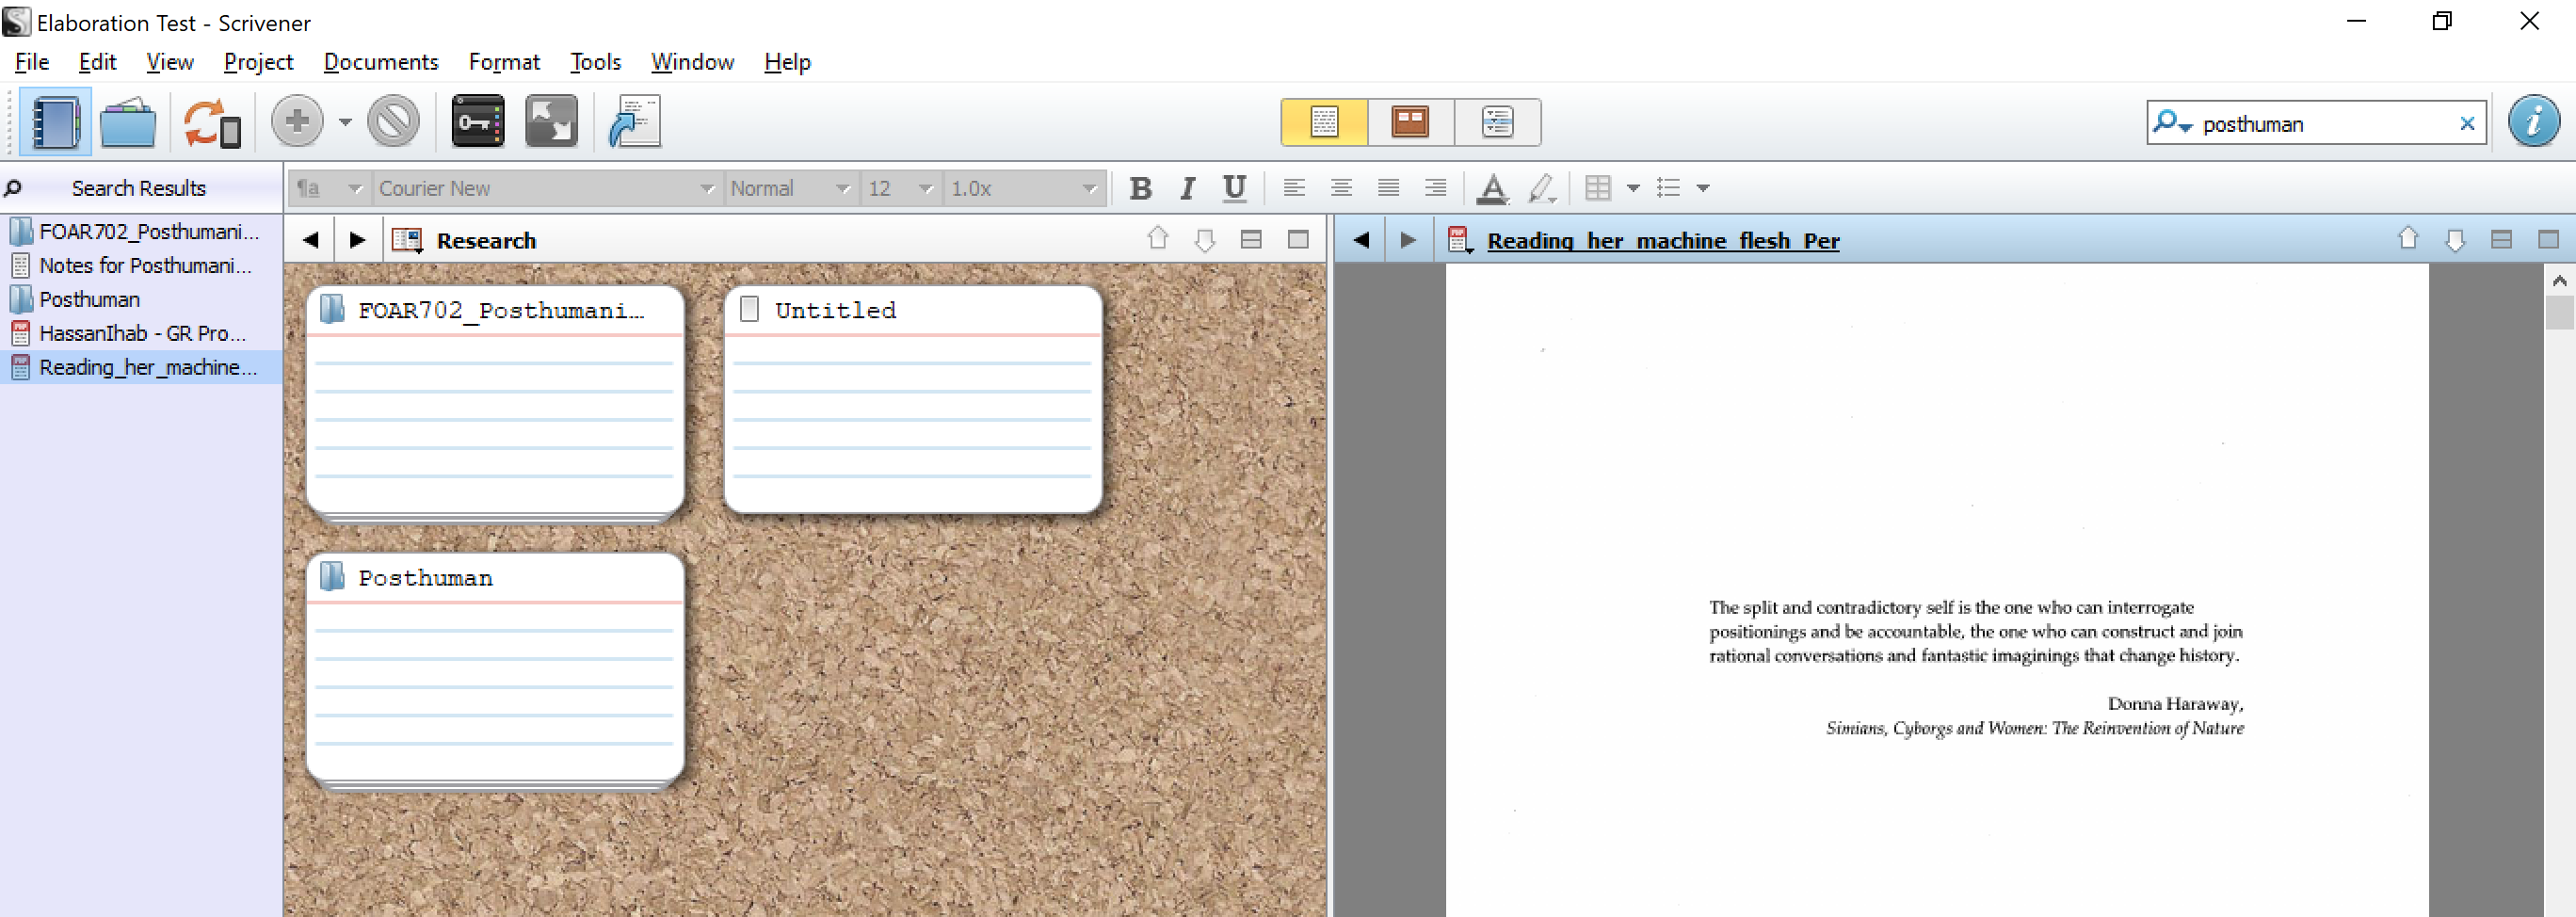 Elaboration Test - Scrivener
File Edit View Project Documents Format Tools Window Help
posthuman
Search Results
Courier New Normal 12 1.0x B I U A
FOAR702_Posthumani...
Notes for Posthumani...
Posthuman
HassanIhab - GR Pro...
Reading_her_machine...
Research
FOAR702_Posthumani...
Untitled
Posthuman
Reading_her_machine_flesh_Per
The split and contradictory self is the one who can interrogate
positionings and be accountable, the one who can construct and join
rational conversations and fantastic imaginings that change history.
Donna Haraway,
Simians, Cyborgs and Women: The Reinvention of Nature